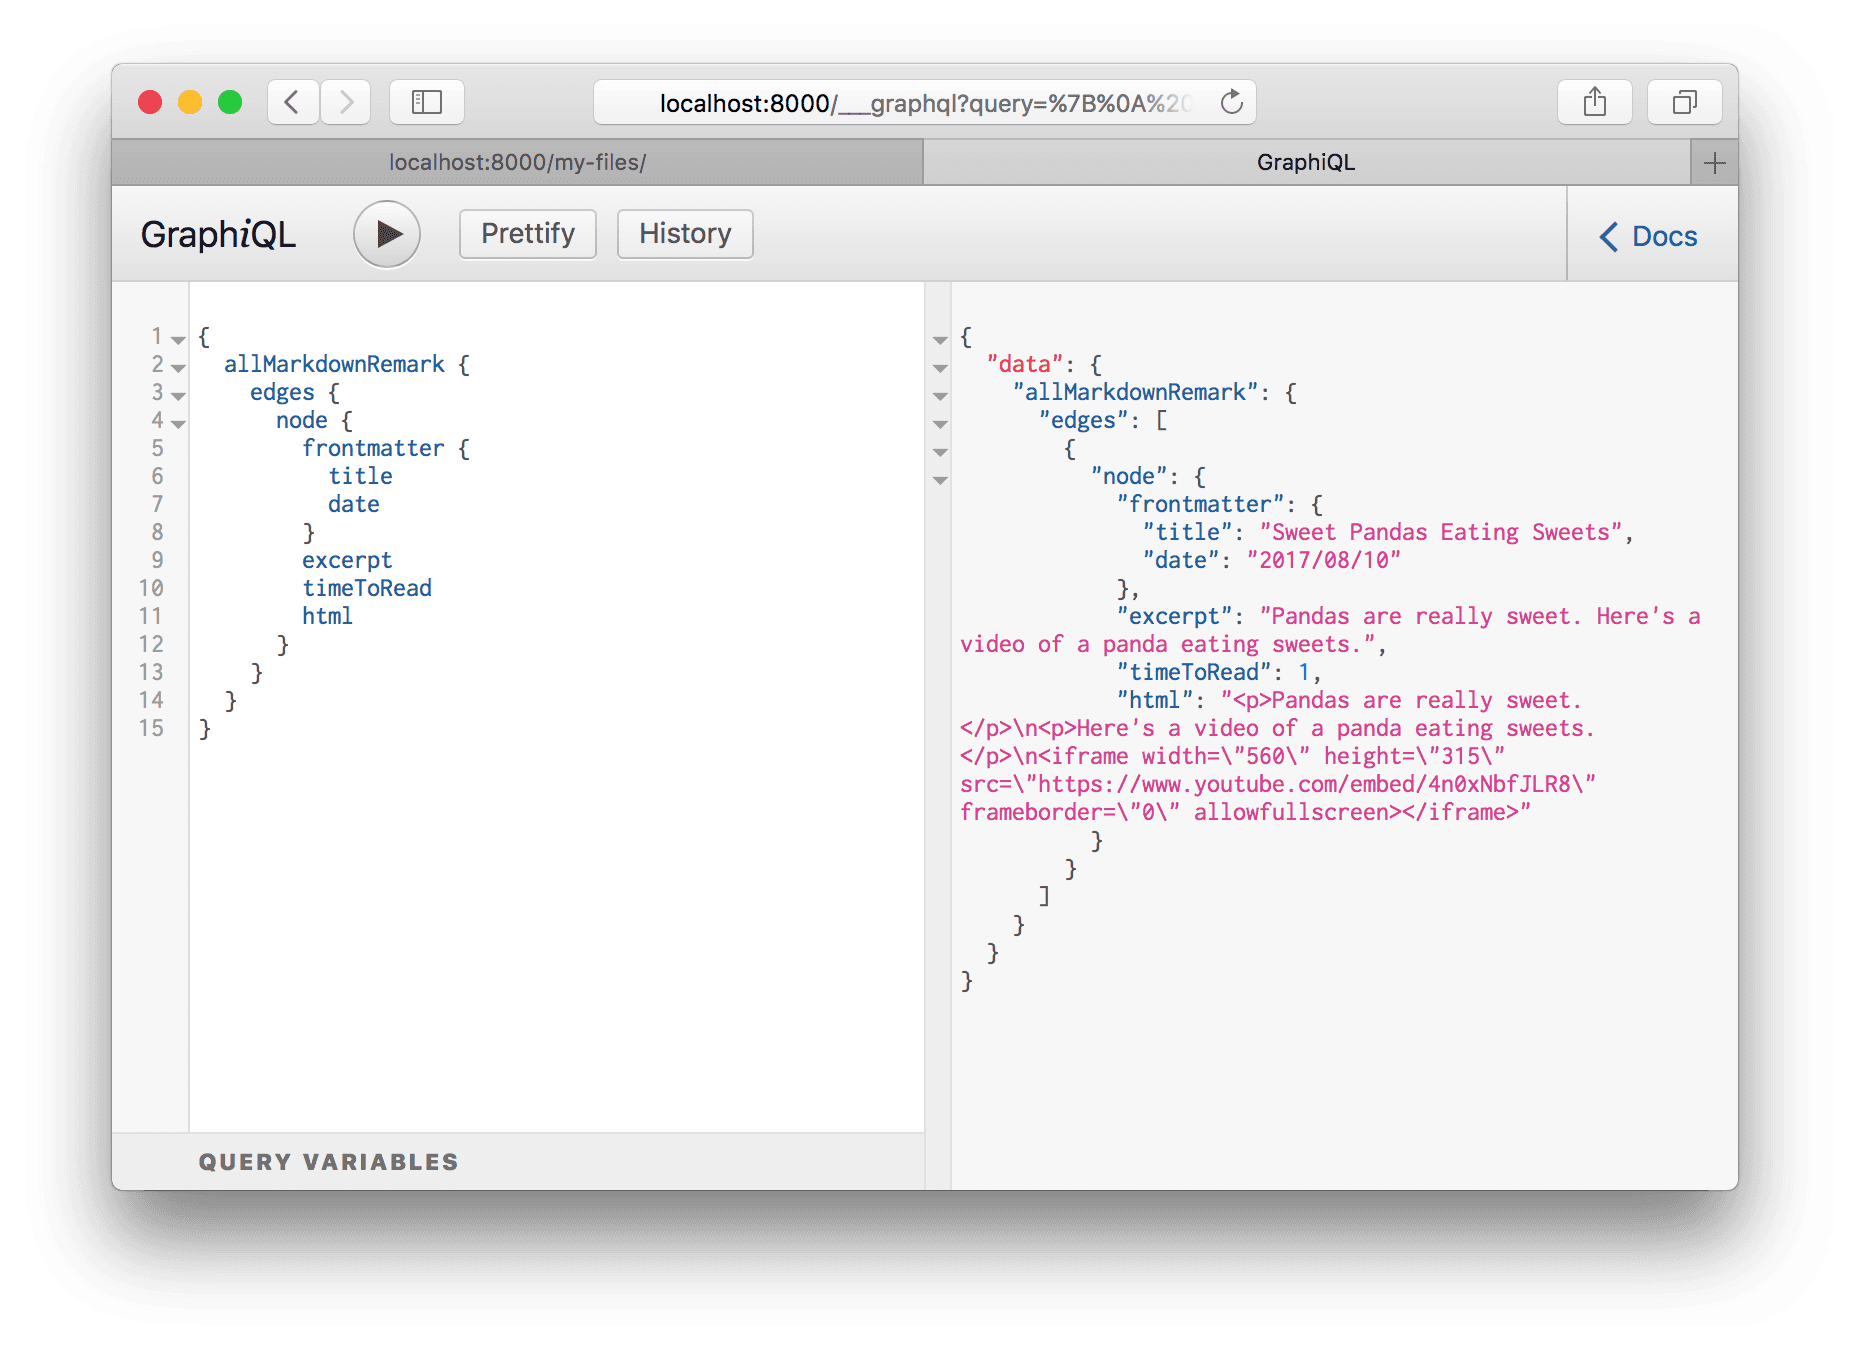 localhost:8000/___graphql?query=%7B%0A%20
localhost:8000/my-files/
GraphiQL
GraphiQL
Prettify
History
Docs
1 {
2   allMarkdownRemark {
3     edges {
4       node {
5         frontmatter {
6           title
7           date
8         }
9         excerpt
10         timeToRead
11         html
12       }
13     }
14   }
15 }
QUERY VARIABLES
{
  "data": {
    "allMarkdownRemark": {
      "edges": [
        {
          "node": {
            "frontmatter": {
              "title": "Sweet Pandas Eating Sweets",
              "date": "2017/08/10"
            },
            "excerpt": "Pandas are really sweet. Here's a
video of a panda eating sweets.",
            "timeToRead": 1,
            "html": "<p>Pandas are really sweet.
</p>\n<p>Here's a video of a panda eating sweets.
</p>\n<iframe width=\"560\" height=\"315\"
src=\"https://www.youtube.com/embed/4n0xNbfJLR8\"
frameborder=\"0\" allowfullscreen></iframe>"
          }
        }
      ]
    }
  }
}